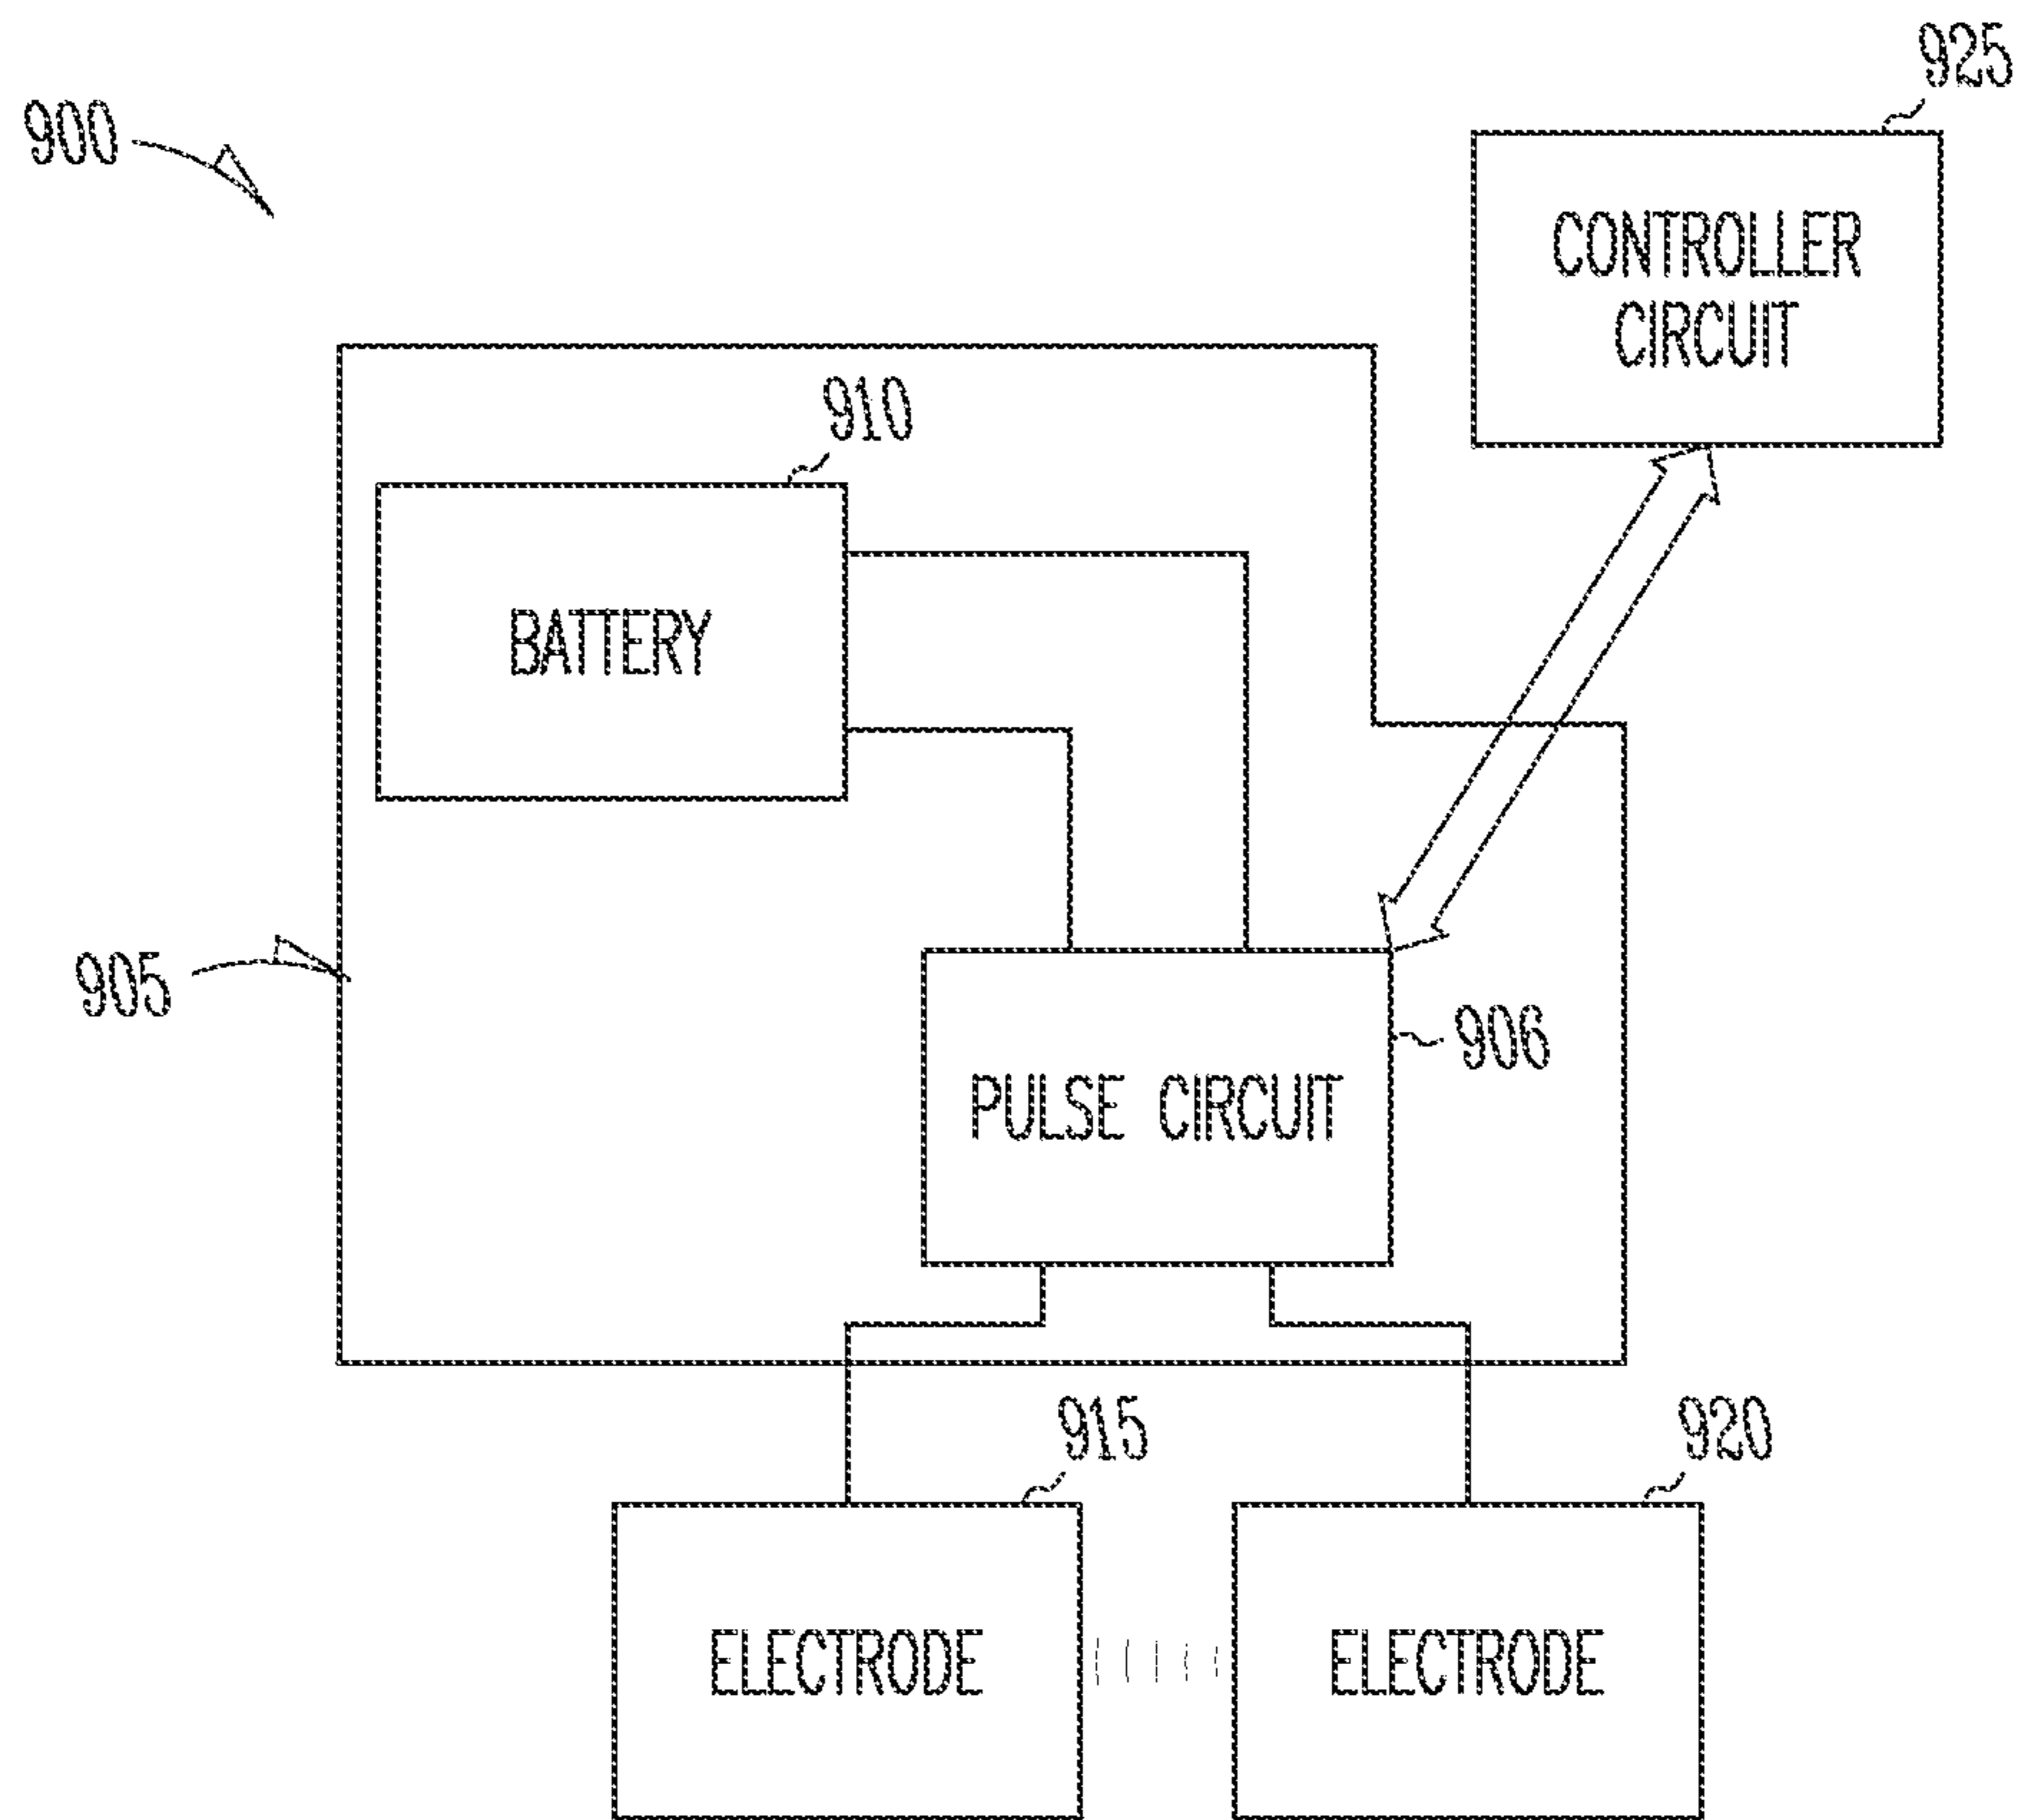 925
900
CONTROLLER
CIRCUIT
910
BATTERY
905
906
PULSE CIRCUIT
915
920
ELECTRODE
ELECTRODE